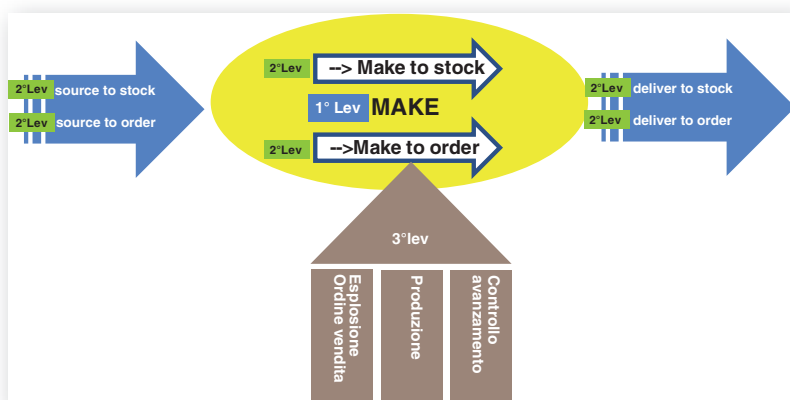 2°Lev source to stock
2°Lev source to order
2°Lev --> Make to stock
1° Lev MAKE
2°Lev -->Make to order
2°Lev deliver to stock
2°Lev deliver to order
3°lev
Esplosione
Ordine vendita
Produzione
Controllo
avanzamento